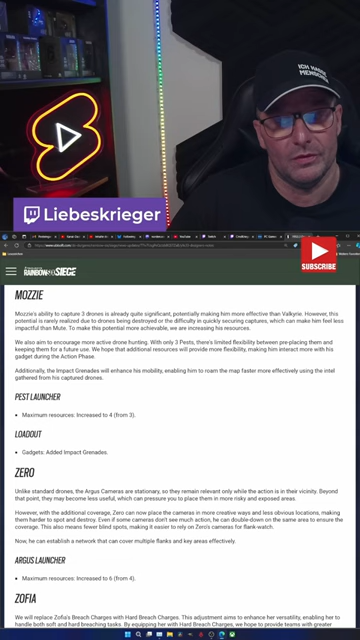 ICH HASSE
MENSCHEN
Liebeskrieger
SUBSCRIBE
RAINBOW SIEGE
MOZZIE
Mozzie's ability to capture 3 drones is already quite significant, potentially making him more effective than Valkyrie. However, this
potential is rarely realized due to drones being destroyed or the difficulty in quickly securing captures, which can make him feel less
impactful than Mute. To make this potential more achievable, we are increasing his resources.
We also aim to encourage more active drone hunting. With only 3 Pests, there's limited flexibility between pre-placing them and
keeping them for a future use. We hope that additional resources will provide more flexibility, making him interact more with his
gadget during the Action Phase.
Additionally, the Impact Grenades will enhance his mobility, enabling him to roam the map faster more effectively using the intel
gathered from his captured drones.
PEST LAUNCHER
• Maximum resources: Increased to 4 (from 3).
LOADOUT
• Gadgets: Added Impact Grenades.
ZERO
Unlike standard drones, the Argus Cameras are stationary, so they remain relevant only while the action is in their vicinity. Beyond
that point, they may become less useful, which can pressure you to place them in more risky and exposed areas.
However, with the additional coverage, Zero can now place the cameras in more creative ways and less obvious locations,
making them harder to spot and destroy. Even if some cameras don't see much action, he can double-down on the same area to ensure the
coverage. This also means fewer blind spots, making it easier to rely on Zero's cameras for flank-watch.
Now, he can establish a network that can cover multiple flanks and key areas effectively.
ARGUS LAUNCHER
• Maximum resources: Increased to 6 (from 4).
ZOFIA
We will replace Zofia's Breach Charges with Hard Breach Charges. This adjustment aims to enhance her versatility, enabling her to
handle both soft and hard breaching tasks. By equipping her with Hard Breach Charges, we hope to provide teams with greater